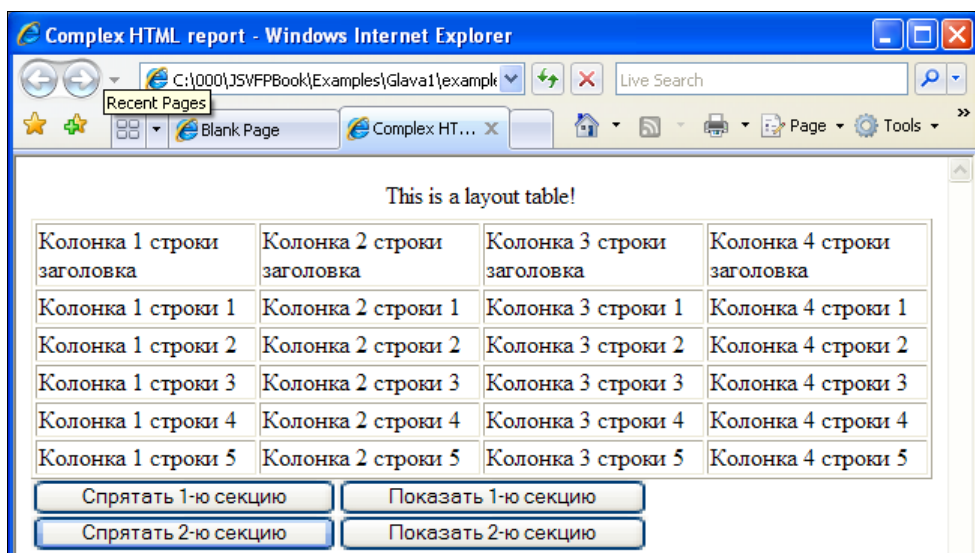 Complex HTML report - Windows Internet Explorer
C:\000\JSVFPBook\Examples\Glava1\example
Live Search
Recent Pages
Blank Page
Complex HT...
Page
Tools
This is a layout table!
Колонка 1 строки заголовка Колонка 2 строки заголовка Колонка 3 строки заголовка Колонка 4 строки заголовка
Колонка 1 строки 1 Колонка 2 строки 1 Колонка 3 строки 1 Колонка 4 строки 1
Колонка 1 строки 2 Колонка 2 строки 2 Колонка 3 строки 2 Колонка 4 строки 2
Колонка 1 строки 3 Колонка 2 строки 3 Колонка 3 строки 3 Колонка 4 строки 3
Колонка 1 строки 4 Колонка 2 строки 4 Колонка 3 строки 4 Колонка 4 строки 4
Колонка 1 строки 5 Колонка 2 строки 5 Колонка 3 строки 5 Колонка 4 строки 5
Спрятать 1-ю секцию Показать 1-ю секцию
Спрятать 2-ю секцию Показать 2-ю секцию